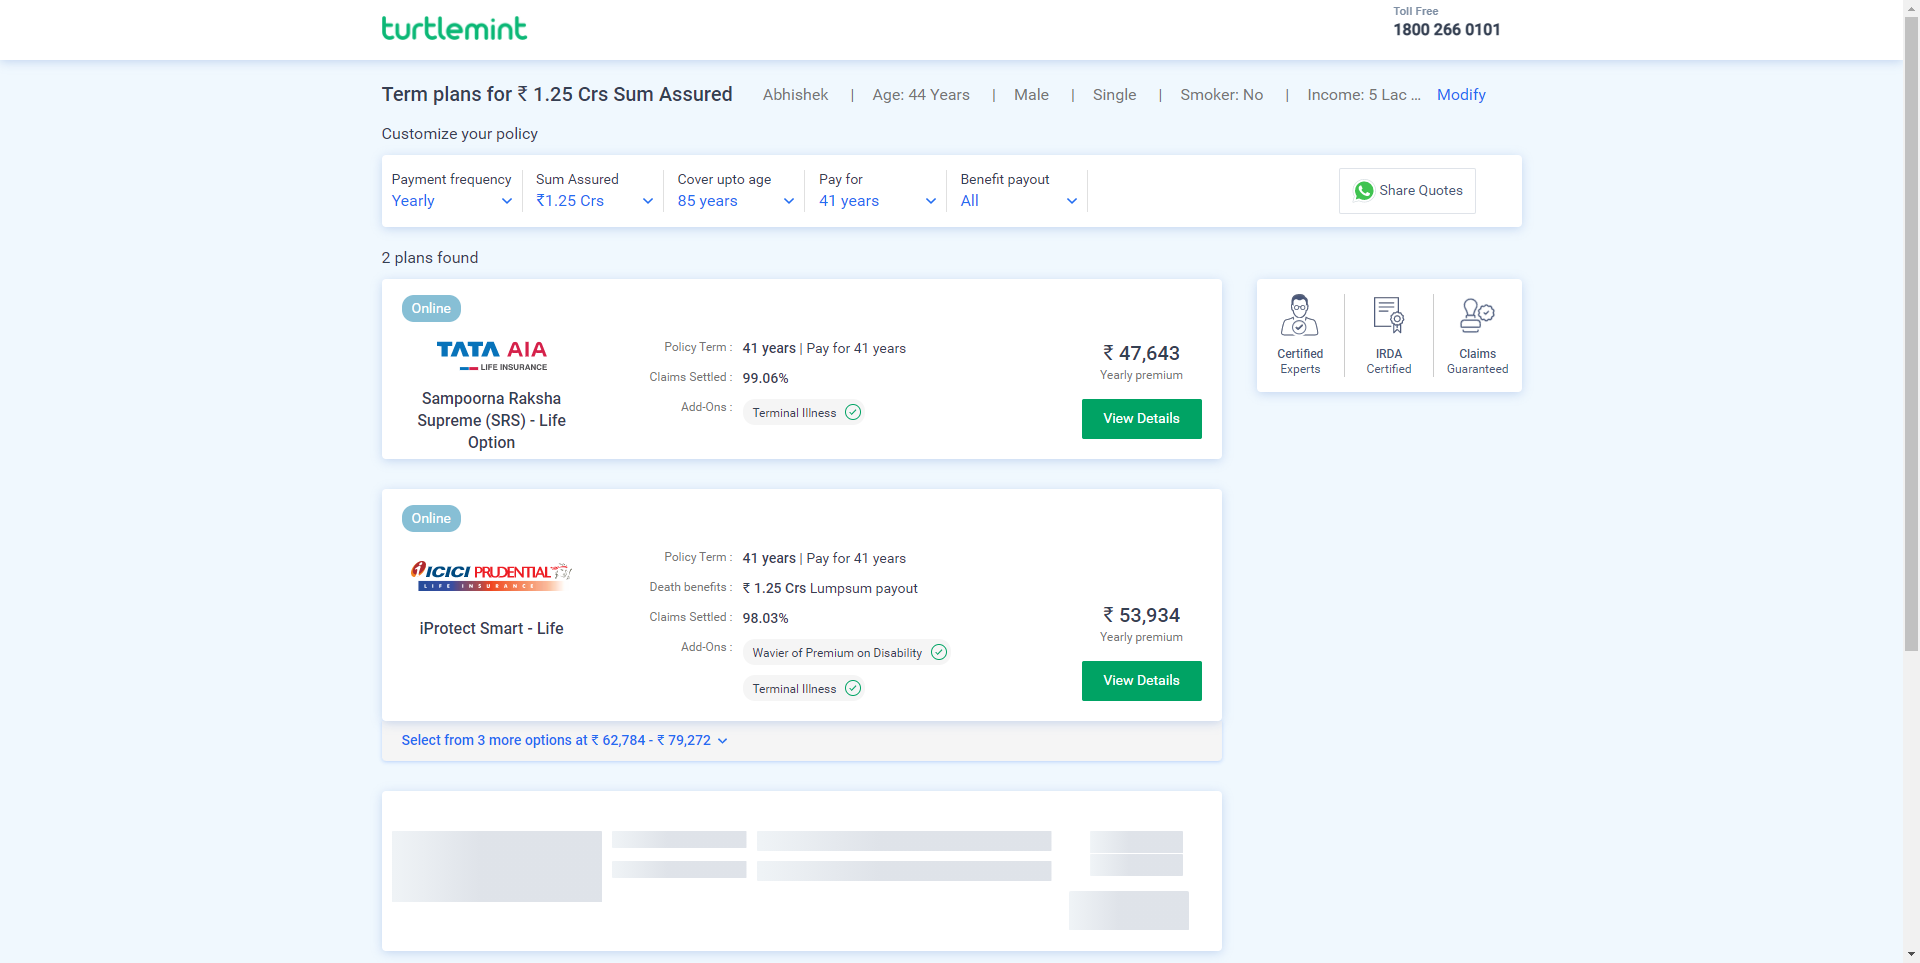 turtlemint
Toll Free
1800 266 0101
Term plans for ₹ 1.25 Crs Sum Assured
Abhishek | Age: 44 Years | Male | Single | Smoker: No | Income: 5 Lac ... Modify
Customize your policy
Payment frequency
Yearly
Sum Assured
₹1.25 Crs
Cover upto age
85 years
Pay for
41 years
Benefit payout
All
Share Quotes
2 plans found
Online
TATA AIA
LIFE INSURANCE
Sampoorna Raksha
Supreme (SRS) - Life
Option
Policy Term : 41 years | Pay for 41 years
Claims Settled : 99.06%
Add-Ons : Terminal Illness
₹ 47,643
Yearly premium
View Details
Certified
Experts
IRDA
Certified
Claims
Guaranteed
Online
ICICI PRUDENTIAL
LIFE INSURANCE
iProtect Smart - Life
Policy Term : 41 years | Pay for 41 years
Death benefits : ₹ 1.25 Crs Lumpsum payout
Claims Settled : 98.03%
Add-Ons : Wavier of Premium on Disability
Terminal Illness
₹ 53,934
Yearly premium
View Details
Select from 3 more options at ₹ 62,784 - ₹ 79,272